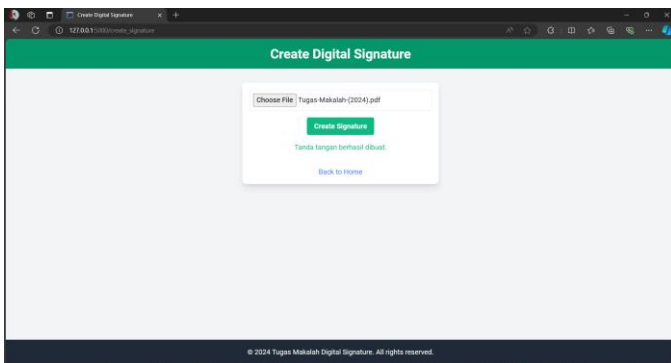 Create Digital Signature
127.0.0.1:5000/create_signature
Create Digital Signature
Choose File Tugas-Makalah-(2024).pdf
Create Signature
Tanda tangan berhasil dibuat.
Back to Home
© 2024 Tugas Makalah Digital Signature. All rights reserved.